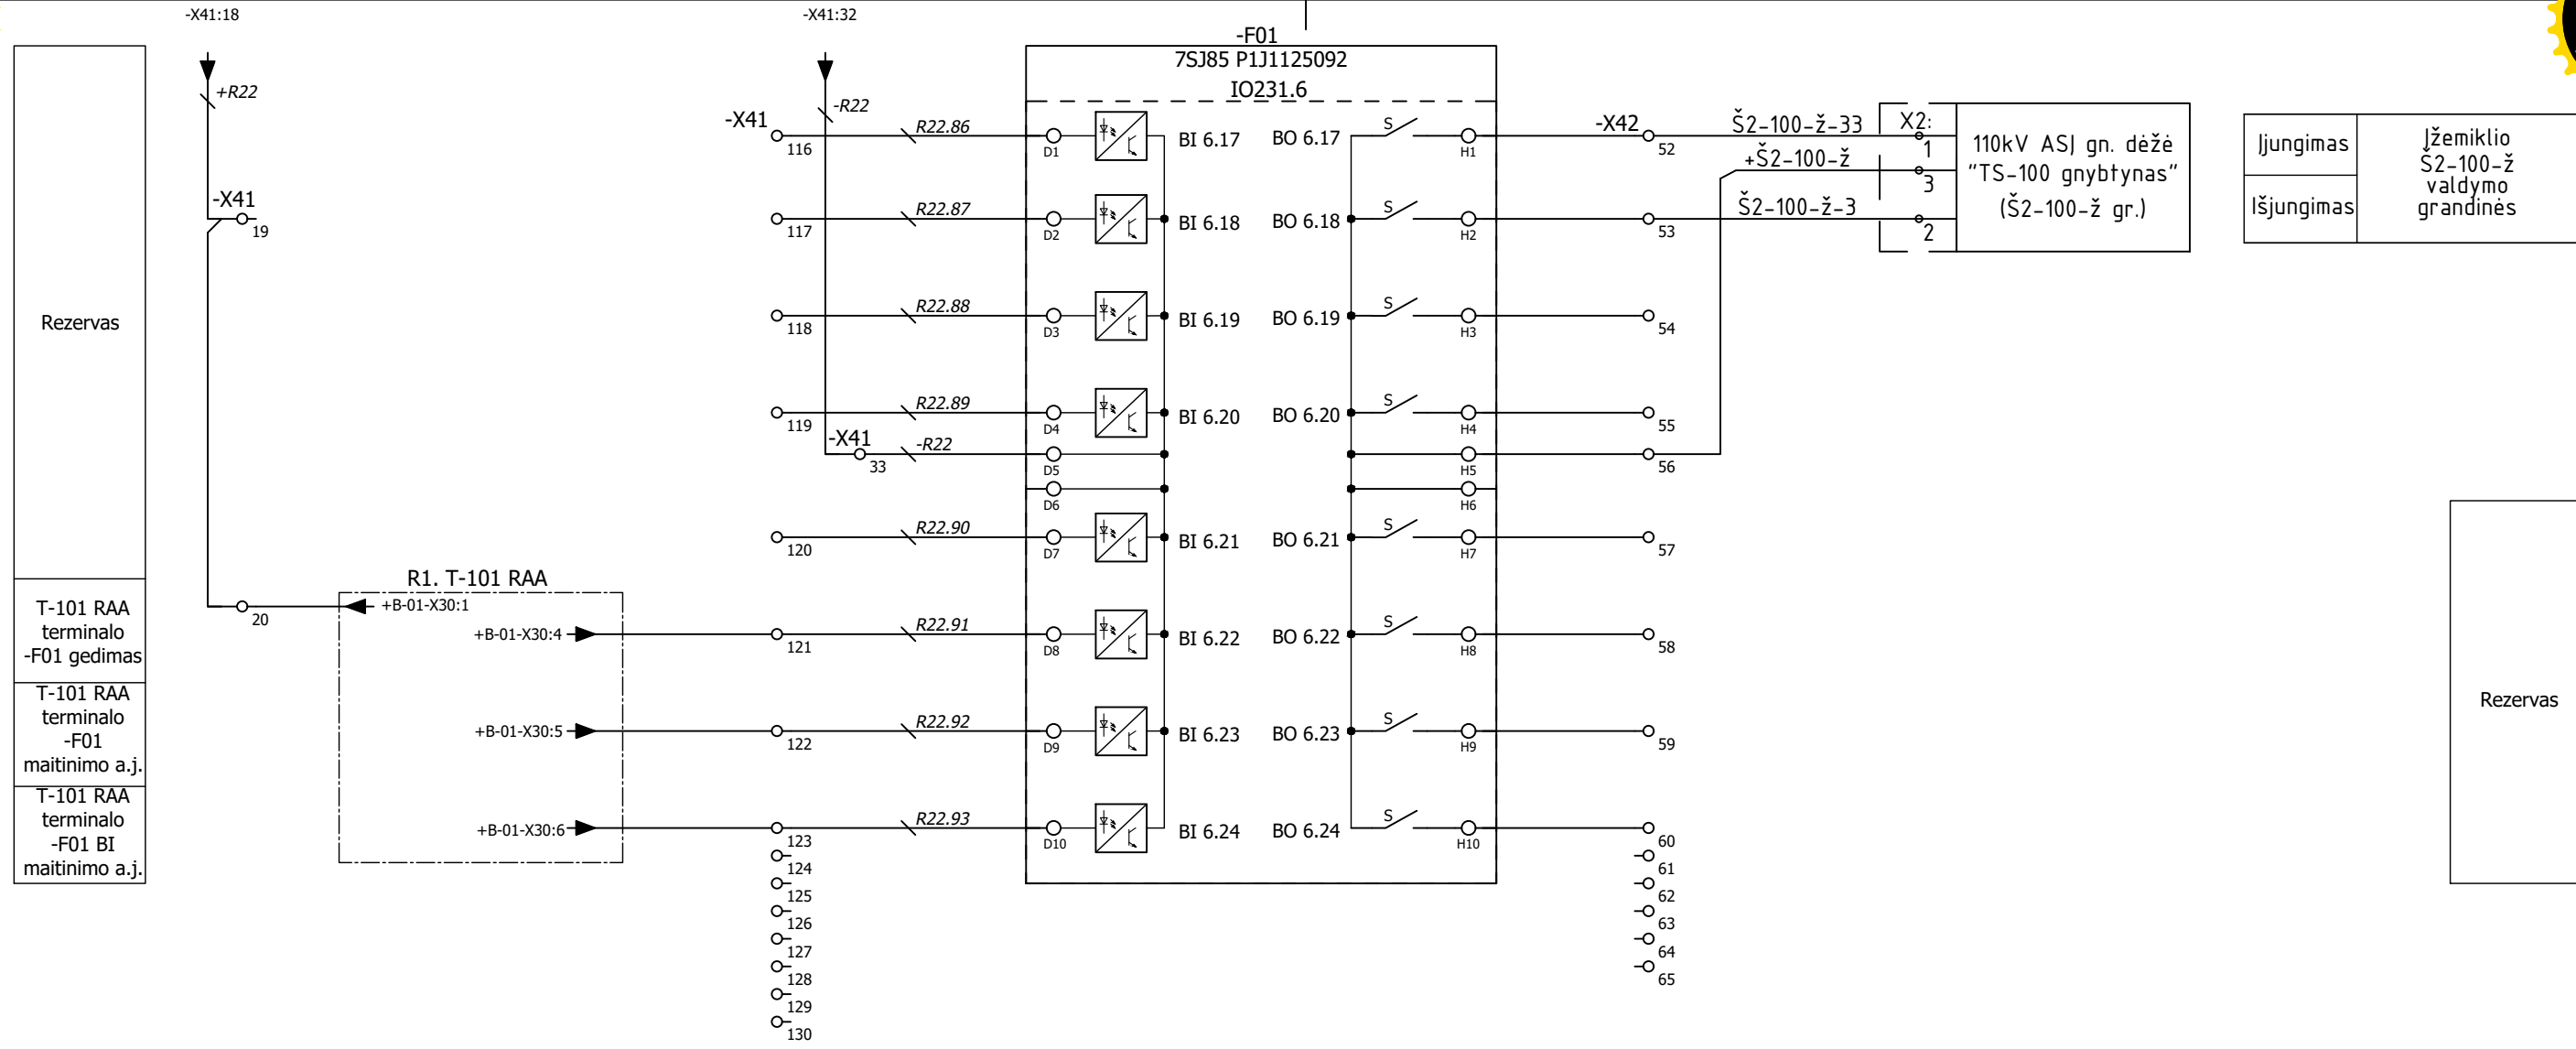 -X41:18
-X41:32
-F01
7SJ85 P1J1125092
IO231.6
+R22
-R22
-X41
116
R22.86
D1
BI 6.17
BO 6.17
S
H1
-X42
52
Š2-100-ž-33
X2:
1
+Š2-100-ž
3
110kV ASĮ gn. dėžė
"TS-100 gnybtynas"
(Š2-100-ž gr.)
Įjungimas
Išjungimas
Įžemiklio
Š2-100-ž
valdymo
grandinės
-X41
19
117
R22.87
D2
BI 6.18
BO 6.18
S
H2
53
Š2-100-ž-3
2
Rezervas
118
R22.88
D3
BI 6.19
BO 6.19
S
H3
54
119
R22.89
D4
BI 6.20
BO 6.20
S
H4
55
-X41
33
-R22
D5
H5
56
D6
H6
120
R22.90
D7
BI 6.21
BO 6.21
S
H7
57
R1. T-101 RAA
20
+B-01-X30:1
T-101 RAA
terminalo
-F01 gedimas
+B-01-X30:4
121
R22.91
D8
BI 6.22
BO 6.22
S
H8
58
T-101 RAA
terminalo
-F01
maitinimo a.j.
+B-01-X30:5
122
R22.92
D9
BI 6.23
BO 6.23
S
H9
59
Rezervas
T-101 RAA
terminalo
-F01 BI
maitinimo a.j.
+B-01-X30:6
123
R22.93
D10
BI 6.24
BO 6.24
S
H10
60
124
61
125
62
126
63
127
64
128
65
129
130